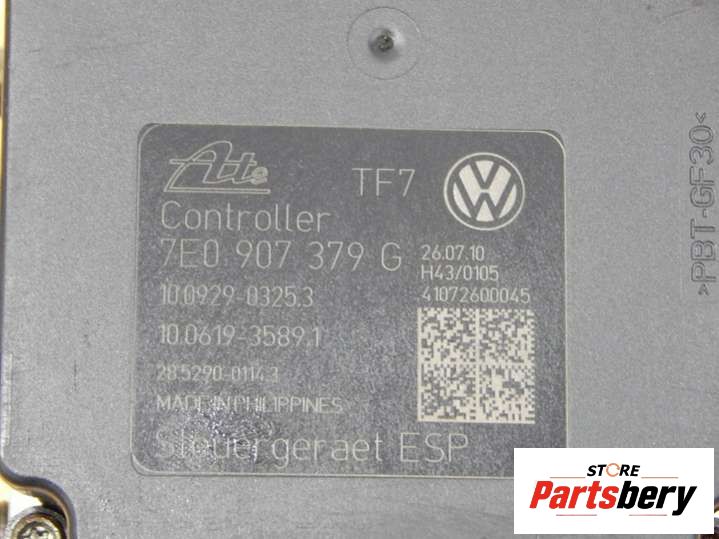 Ate TF7
Controller
7E0 907 379 G
26.07.10
H43/0105
41072600045
10.0929-0325.3
10.0619-3589.1
28.5290-0114.3
MADE IN PHILIPPINES
Steuergeraet ESP
>PBT-GF30<
STORE
Partsbery